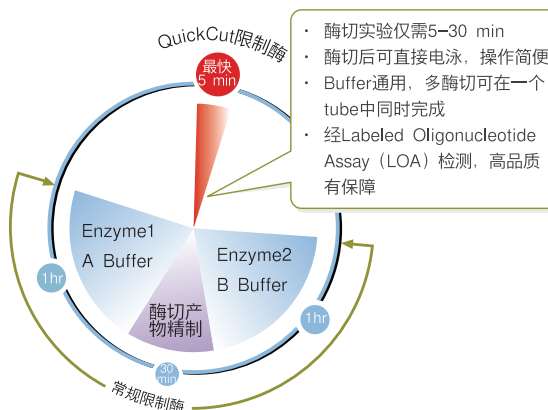 QuickCut限制酶
最快
5 min
· 酶切实验仅需5–30 min
· 酶切后可直接电泳，操作简便
· Buffer通用，多酶切可在一个
tube中同时完成
· 经Labeled Oligonucleotide
Assay（LOA）检测，高品质
有保障
Enzyme1
A Buffer
Enzyme2
B Buffer
酶切产
物精制
1hr
1hr
30
min
常规限制酶